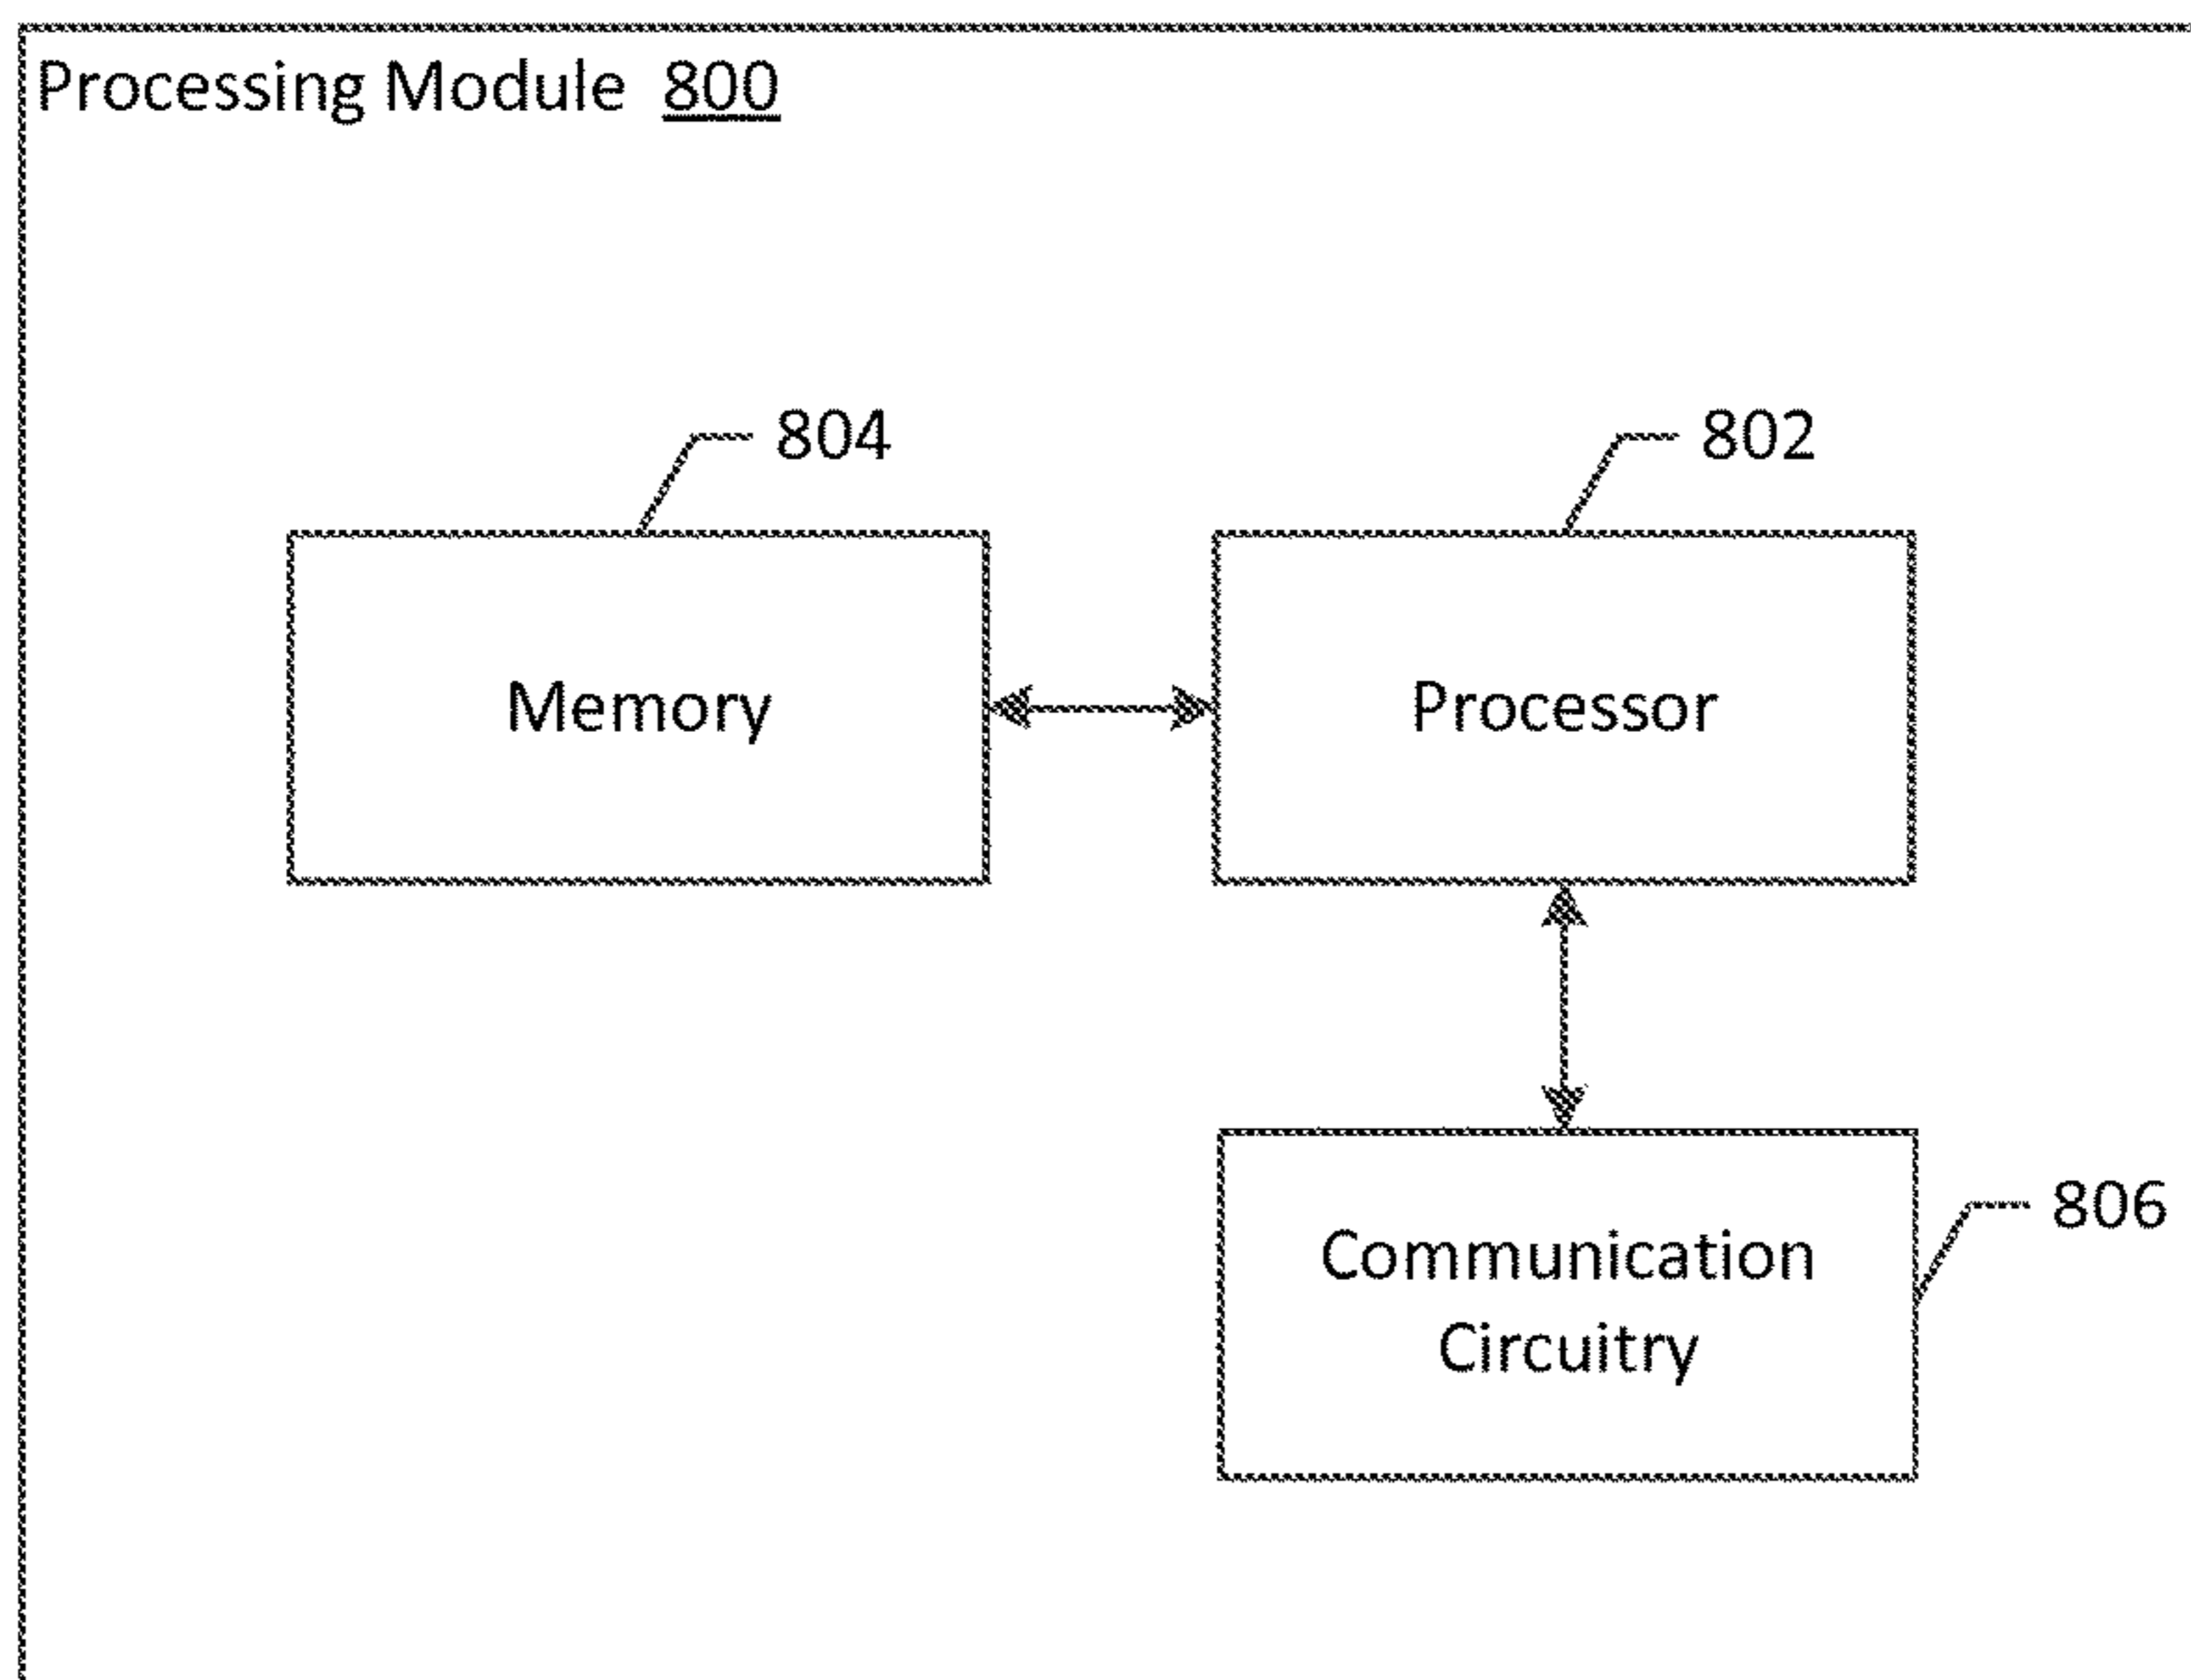 Processing Module 800
804
802
Memory
Processor
806
Communication
Circuitry